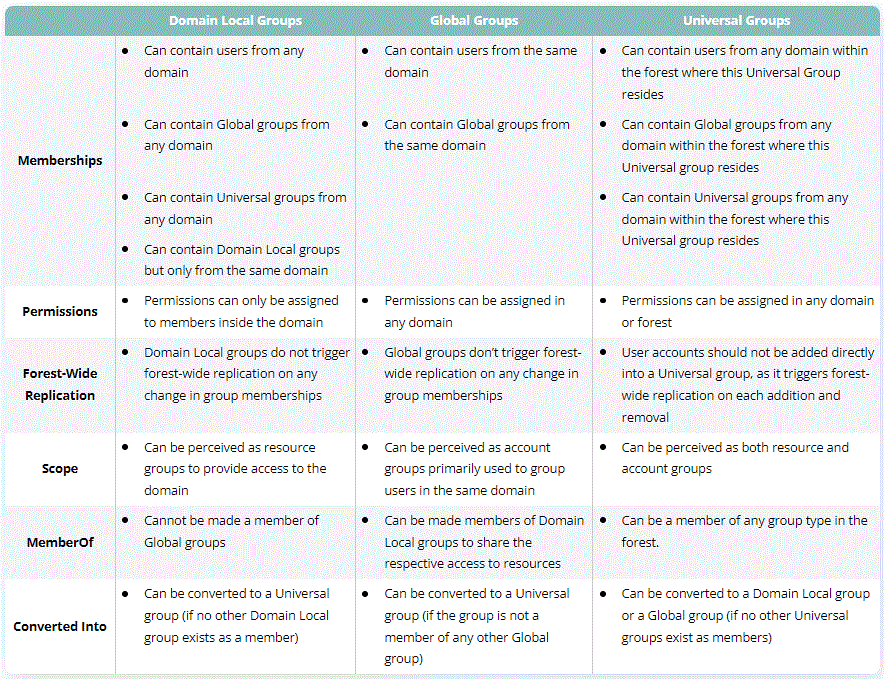 Domain Local Groups
Global Groups
Universal Groups
Memberships
Can contain users from any
domain
Can contain Global groups from
any domain
Can contain Universal groups from
any domain
Can contain Domain Local groups
but only from the same domain
Can contain users from the same
domain
Can contain Global groups from
the same domain
Can contain users from any domain within
the forest where this Universal Group
resides
Can contain Global groups from any
domain within the forest where this
Universal group resides
Can contain Universal groups from any
domain within the forest where this
Universal group resides
Permissions
Permissions can only be assigned
to members inside the domain
Permissions can be assigned in
any domain
Permissions can be assigned in any domain
or forest
Forest-Wide
Replication
Domain Local groups do not trigger
forest-wide replication on any
change in group memberships
Global groups don’t trigger forest-
wide replication on any change in
group memberships
User accounts should not be added directly
into a Universal group, as it triggers forest-
wide replication on each addition and
removal
Scope
Can be perceived as resource
groups to provide access to the
domain
Can be perceived as account
groups primarily used to group
users in the same domain
Can be perceived as both resource and
account groups
MemberOf
Cannot be made a member of
Global groups
Can be made members of Domain
Local groups to share the
respective access to resources
Can be a member of any group type in the
forest.
Converted Into
Can be converted to a Universal
group (if no other Domain Local
group exists as a member)
Can be converted to a Universal
group (if the group is not a
member of any other Global
group)
Can be converted to a Domain Local group
or a Global group (if no other Universal
groups exist as members)